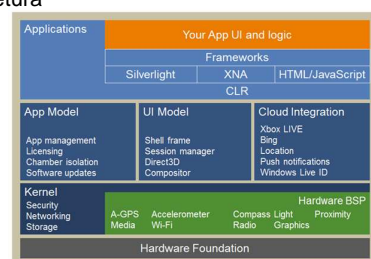 Applications
Your App UI and logic
Frameworks
Silverlight
XNA
HTML/JavaScript
CLR
App Model
App management
Licensing
Chamber isolation
Software updates
UI Model
Shell frame
Session manager
Direct3D
Compositor
Cloud Integration
Xbox LIVE
Bing
Location
Push notifications
Windows Live ID
Kernel
Security
Networking
Storage
Hardware BSP
A-GPS Accelerometer Compass Light Proximity
Media Wi-Fi Radio Graphics
Hardware Foundation